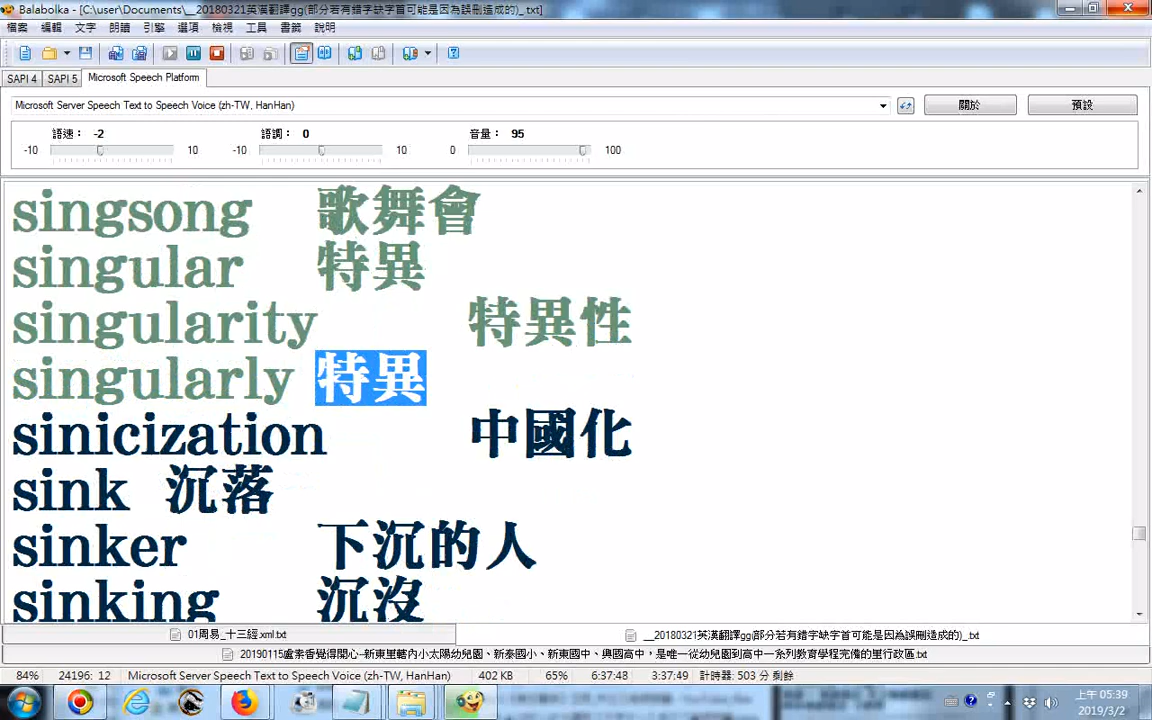 Balabolka - [C:\user\Documents\__20180321英漢翻譯gg(部分若有錯字缺字首可能是因為誤刪造成的)_.txt]
檔案 編輯 文字 朗讀 引擎 選項 檢視 工具 書籤 說明
SAPI 4 SAPI 5 Microsoft Speech Platform
Microsoft Server Speech Text to Speech Voice (zh-TW, HanHan) 關於 預設
語速： -2 語調： 0 音量： 95
-10 10 -10 10 0 100
singsong 歌舞會
singular 特異
singularity 特異性
singularly 特異
sinicization 中國化
sink 沉落
sinker 下沉的人
sinking 沉沒
01周易_十三經.xml.txt __20180321英漢翻譯gg(部分若有錯字缺字首可能是因為誤刪造成的)_.txt
20190115盧素香覺得開心-新東里轄內小太陽幼兒園、新泰國小、新東國中、興國高中，是唯一從幼兒園到高中一系列教育學程完備的里行政區.txt
84% 24196: 12 Microsoft Server Speech Text to Speech Voice (zh-TW, HanHan) 402 KB 65% 6:37:48 3:37:49 計時器: 503 分 剩餘
上午 05:39
2019/3/2